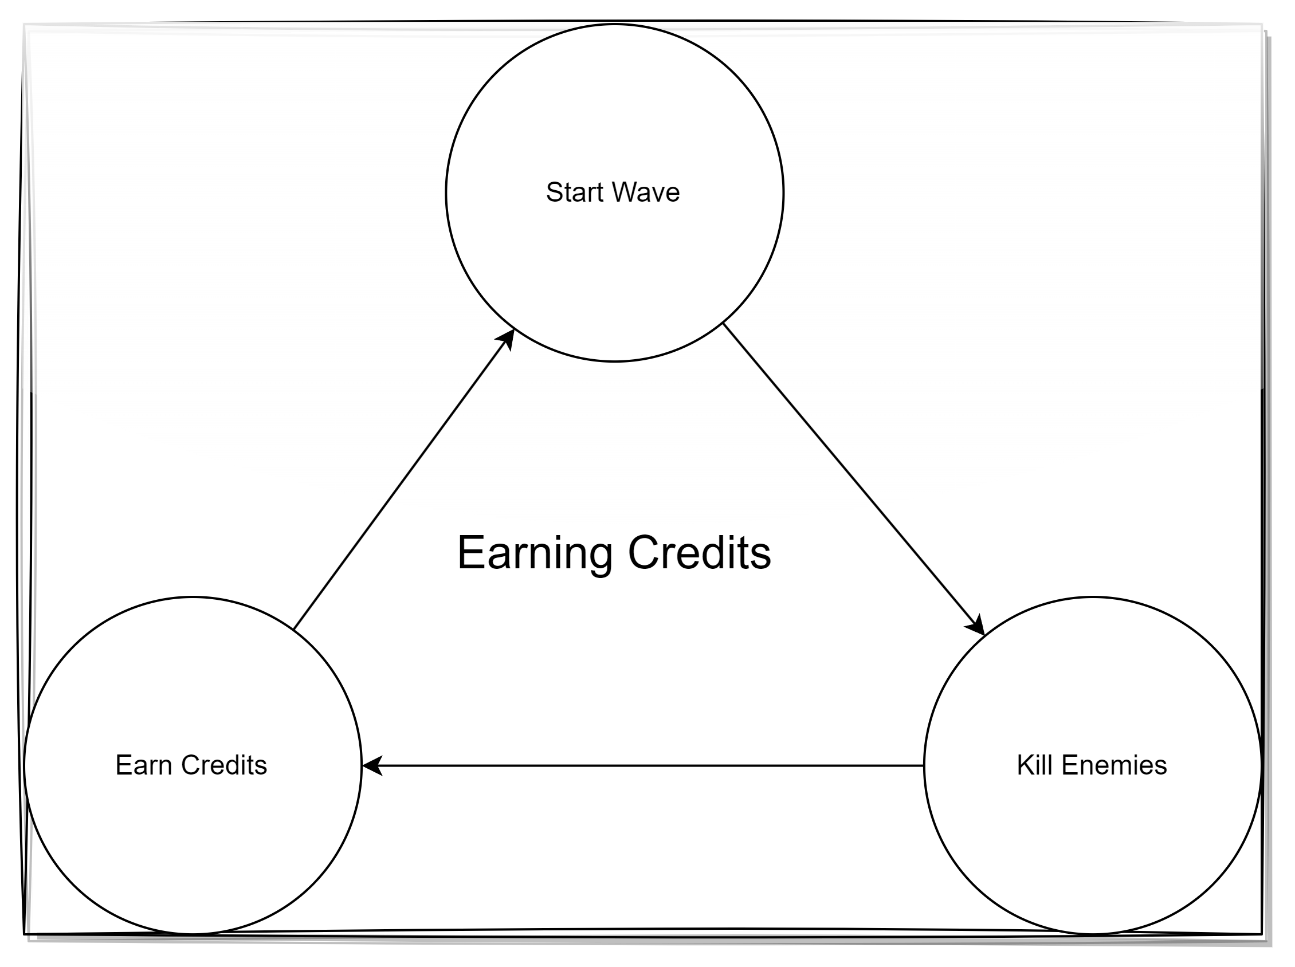 Start Wave
Earning Credits
Earn Credits
Kill Enemies